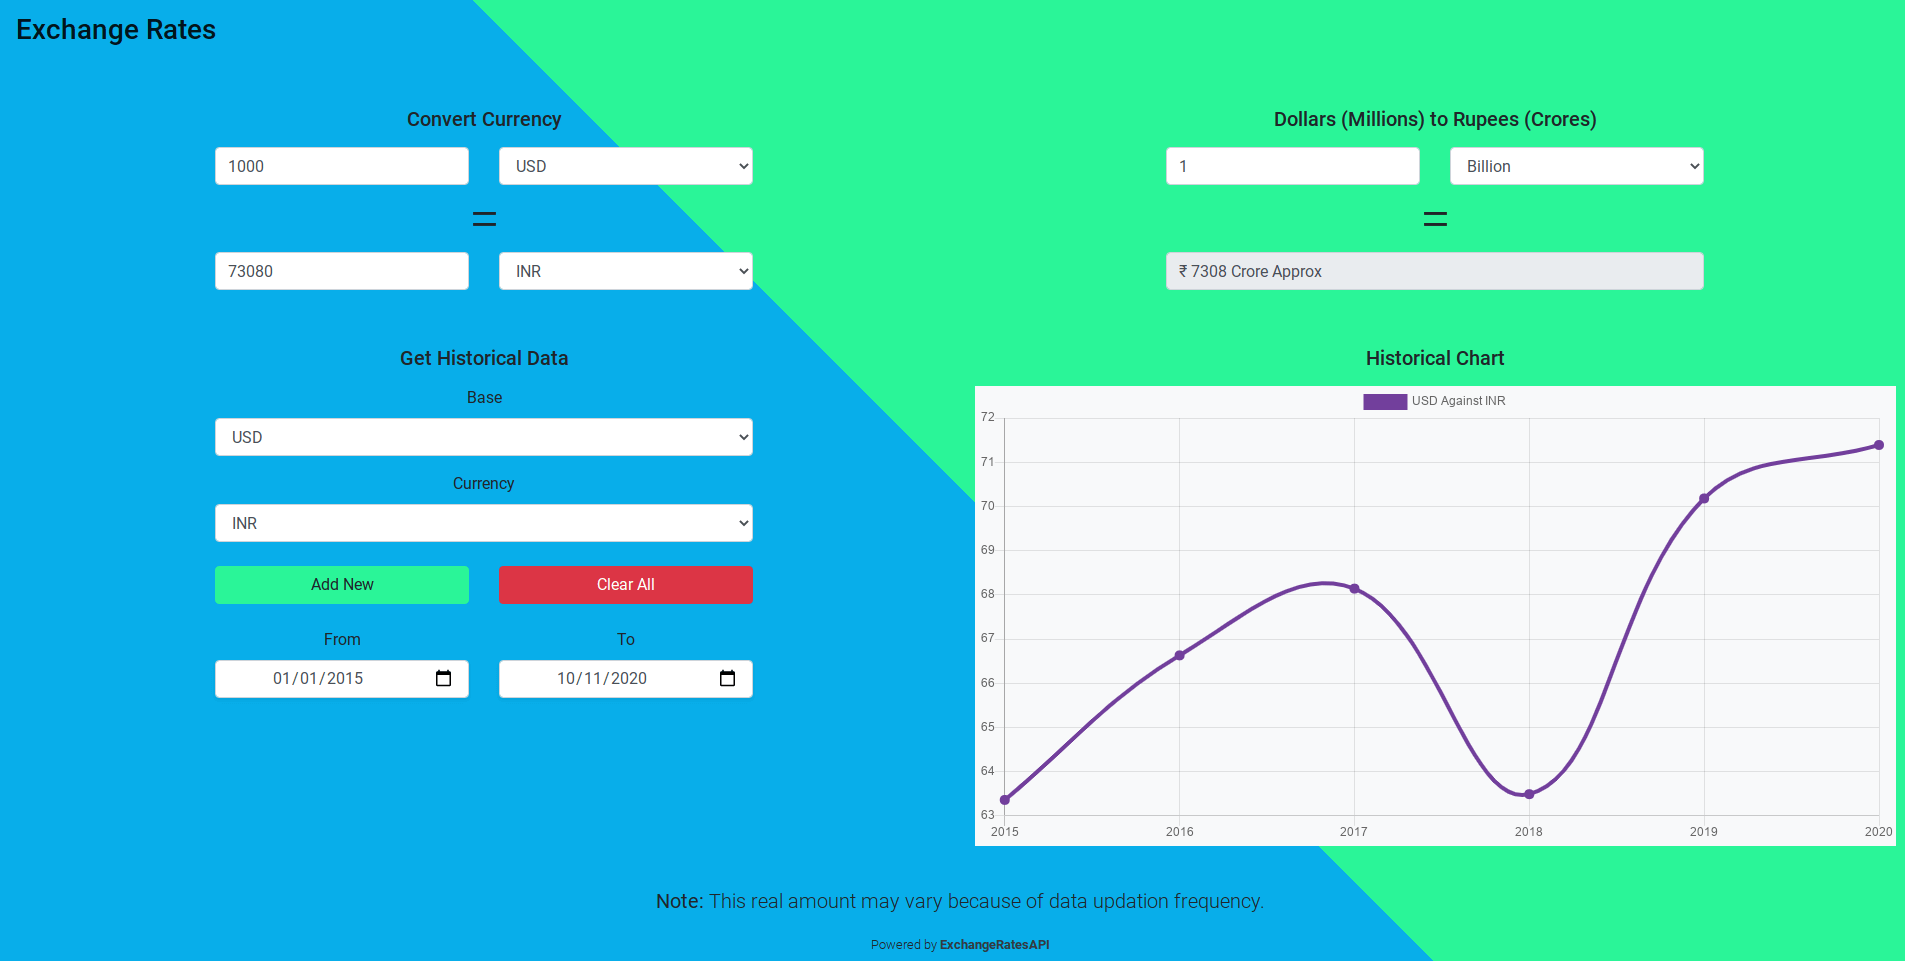 Exchange Rates
Convert Currency
1000
USD
=
73080
INR
Dollars (Millions) to Rupees (Crores)
1
Billion
=
₹ 7308 Crore Approx
Get Historical Data
Base
USD
Currency
INR
Add New
Clear All
From
To
01/01/2015
10/11/2020
Historical Chart
USD Against INR
72
71
70
69
68
67
66
65
64
63
2015 2016 2017 2018 2019 2020
Note: This real amount may vary because of data updation frequency.
Powered by ExchangeRatesAPI